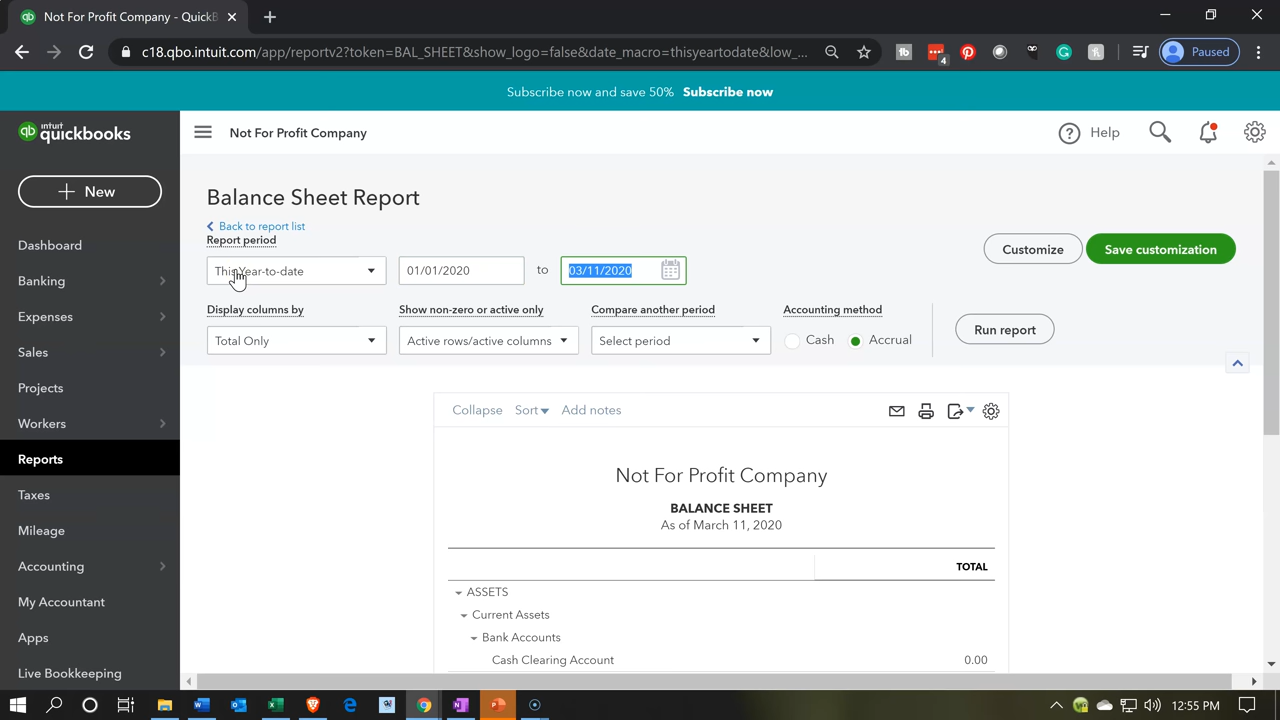 Not For Profit Company - QuickB
c18.qbo.intuit.com/app/reportv2?token=BAL_SHEET&show_logo=false&date_macro=thisyeartodate&low_...
4
Paused
Subscribe now and save 50% Subscribe now
intuit quickbooks
Not For Profit Company
Help
New
Balance Sheet Report
Back to report list
Report period
Customize
Save customization
This Year-to-date
01/01/2020
to
03/11/2020
Display columns by
Show non-zero or active only
Compare another period
Accounting method
Total Only
Active rows/active columns
Select period
Cash
Accrual
Run report
Dashboard
Banking
Expenses
Sales
Projects
Workers
Reports
Taxes
Mileage
Accounting
My Accountant
Apps
Live Bookkeeping
Collapse
Sort
Add notes
Not For Profit Company
BALANCE SHEET
As of March 11, 2020
TOTAL
ASSETS
Current Assets
Bank Accounts
Cash Clearing Account 0.00
12:55 PM